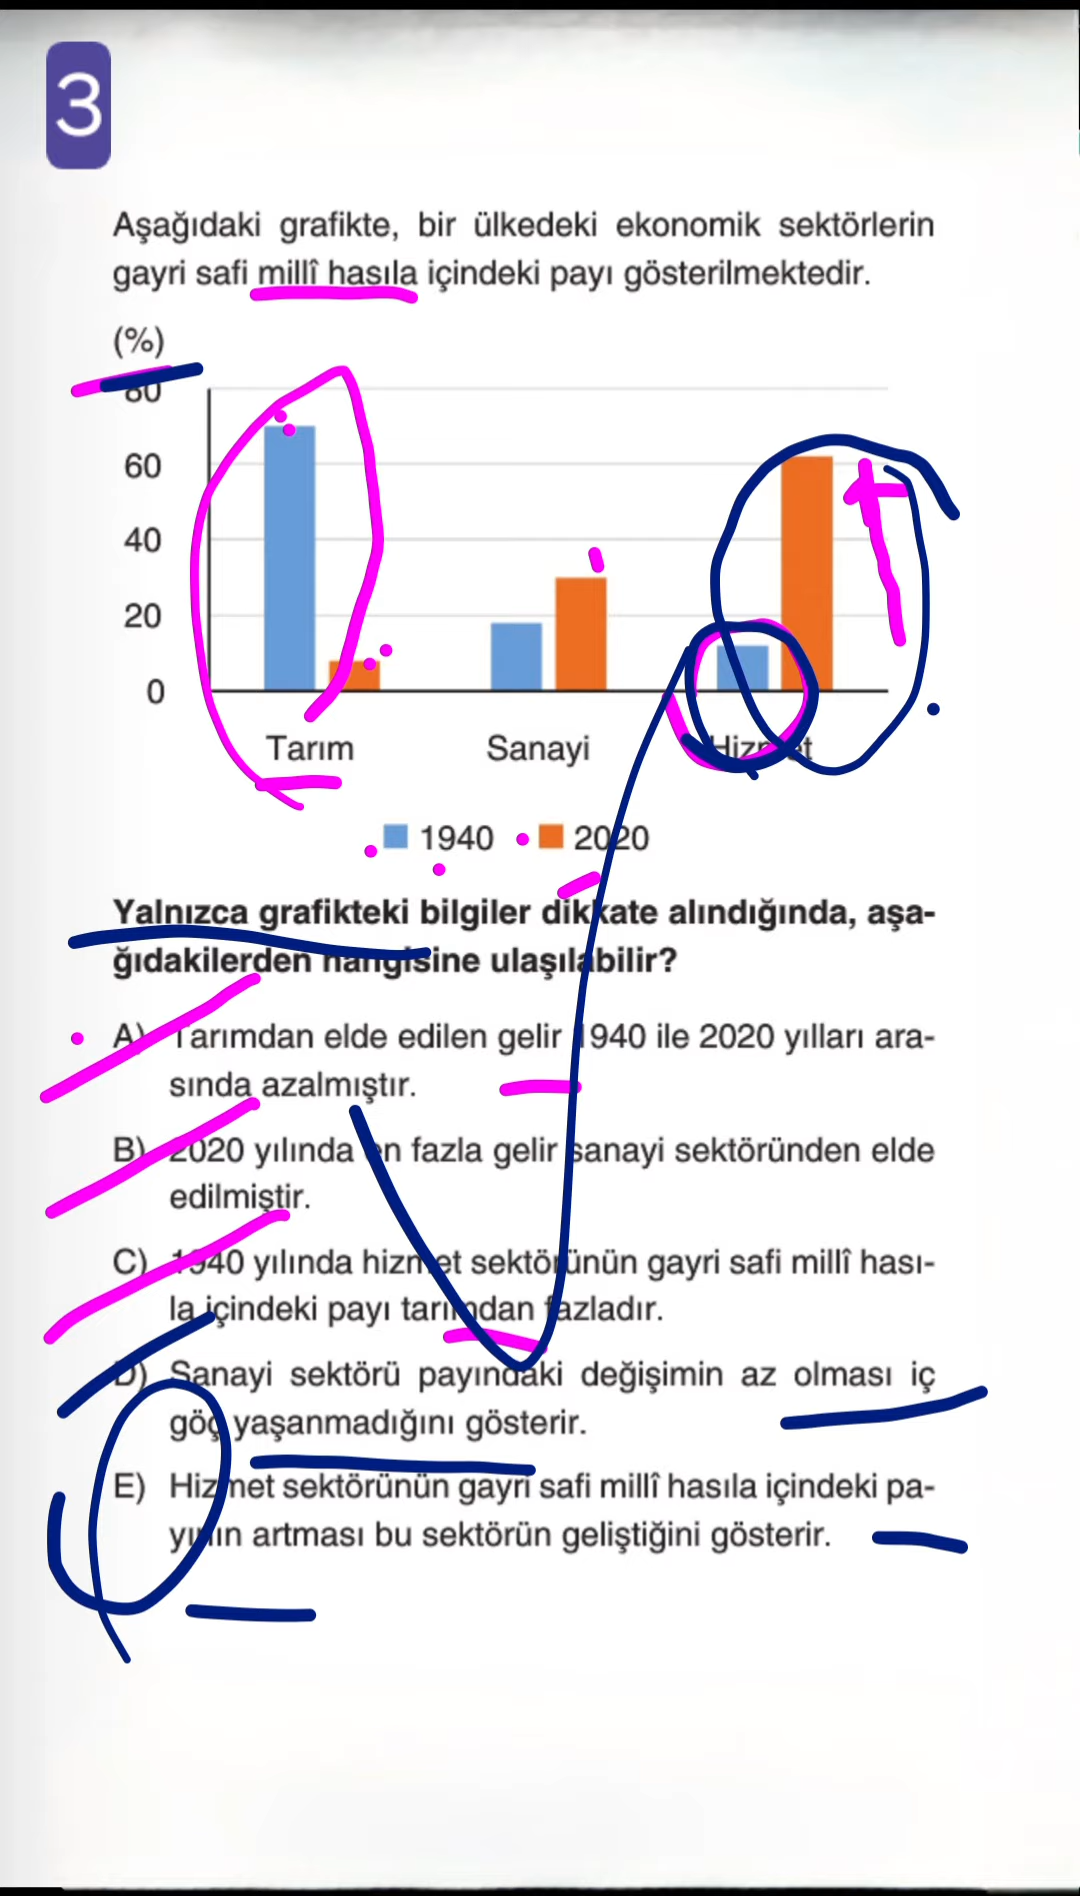 3
Aşağıdaki grafikte, bir ülkedeki ekonomik sektörlerin
gayri safi millî hasıla içindeki payı gösterilmektedir.
(%)
80
60
40
20
0
Tarım Sanayi Hizmet
1940 2020
Yalnızca grafikteki bilgiler dikkate alındığında, aşa-
ğıdakilerden hangisine ulaşılabilir?
A) Tarımdan elde edilen gelir 1940 ile 2020 yılları ara-
sında azalmıştır.
B) 2020 yılında en fazla gelir sanayi sektöründen elde
edilmiştir.
C) 1940 yılında hizmet sektörünün gayri safi millî hası-
la içindeki payı tarımdan fazladır.
D) Sanayi sektörü payındaki değişimin az olması iç
göç yaşanmadığını gösterir.
E) Hizmet sektörünün gayri safi millî hasıla içindeki pa-
yının artması bu sektörün geliştiğini gösterir.